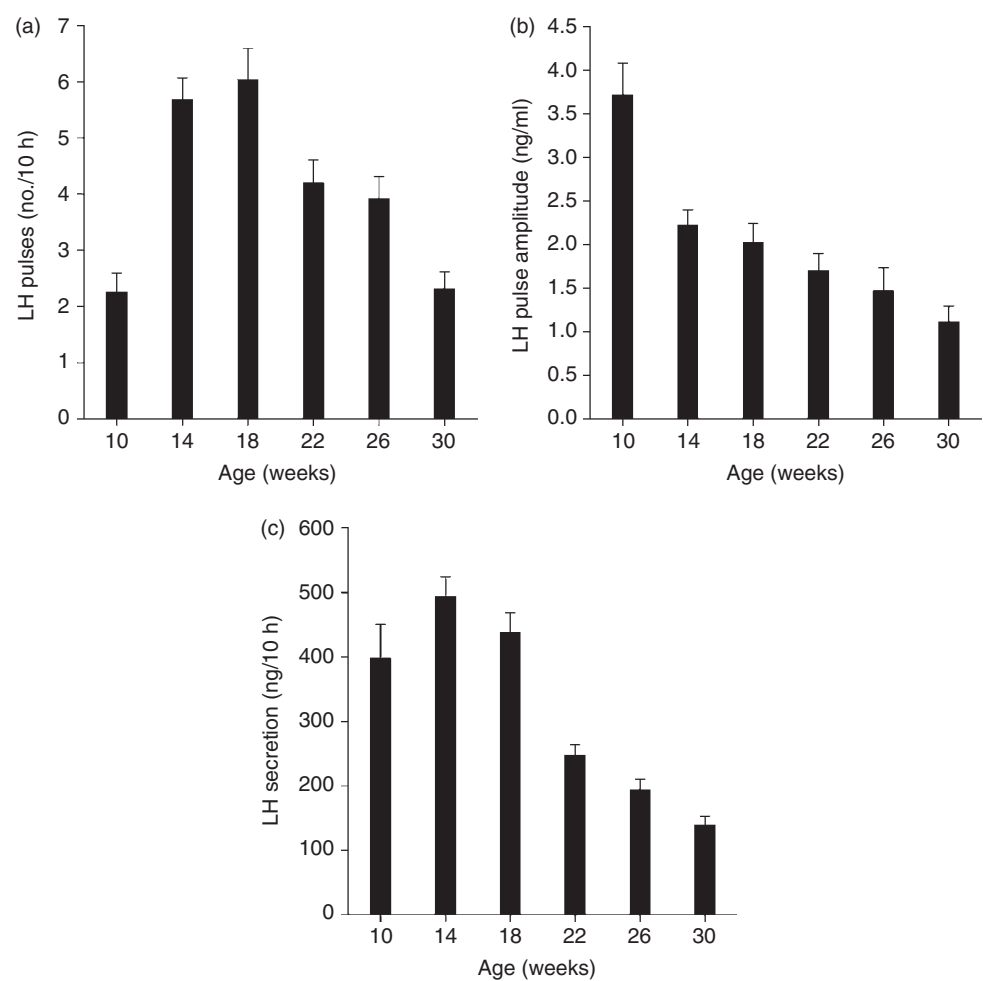 (a)
LH pulses (no./10 h)
7
6
5
4
3
2
1
0
10 14 18 22 26 30
Age (weeks)
(b)
LH pulse amplitude (ng/ml)
4.5
4.0
3.5
3.0
2.5
2.0
1.5
1.0
0.5
0.0
10 14 18 22 26 30
Age (weeks)
(c)
LH secretion (ng/10 h)
600
500
400
300
200
100
0
10 14 18 22 26 30
Age (weeks)